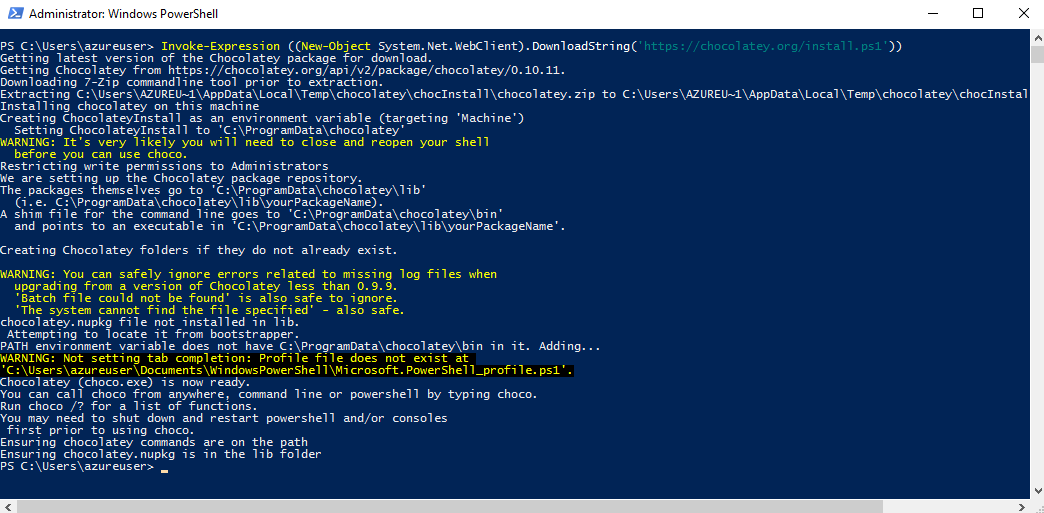 Administrator: Windows PowerShell
PS C:\Users\azureuser> Invoke-Expression ((New-Object System.Net.WebClient).DownloadString('https://chocolatey.org/install.ps1'))
Getting latest version of the Chocolatey package for download.
Getting Chocolatey from https://chocolatey.org/api/v2/package/chocolatey/0.10.11.
Downloading 7-Zip commandline tool prior to extraction.
Extracting C:\Users\AZUREU~1\AppData\Local\Temp\chocolatey\chocInstall\chocolatey.zip to C:\Users\AZUREU~1\AppData\Local\Temp\chocolatey\chocInstal
Installing chocolatey on this machine
Creating ChocolateyInstall as an environment variable (targeting 'Machine')
  Setting ChocolateyInstall to 'C:\ProgramData\chocolatey'
WARNING: It's very likely you will need to close and reopen your shell
  before you can use choco.
Restricting write permissions to Administrators
We are setting up the Chocolatey package repository.
The packages themselves go to 'C:\ProgramData\chocolatey\lib'
  (i.e. C:\ProgramData\chocolatey\lib\yourPackageName).
A shim file for the command line goes to 'C:\ProgramData\chocolatey\bin'
  and points to an executable in 'C:\ProgramData\chocolatey\lib\yourPackageName'.
Creating Chocolatey folders if they do not already exist.
WARNING: You can safely ignore errors related to missing log files when
  upgrading from a version of Chocolatey less than 0.9.9.
  'Batch file could not be found' is also safe to ignore.
  'The system cannot find the file specified' - also safe.
chocolatey.nupkg file not installed in lib.
 Attempting to locate it from bootstrapper.
PATH environment variable does not have C:\ProgramData\chocolatey\bin in it. Adding...
WARNING: Not setting tab completion: Profile file does not exist at
'C:\Users\azureuser\Documents\WindowsPowerShell\Microsoft.PowerShell_profile.ps1'.
Chocolatey (choco.exe) is now ready.
You can call choco from anywhere, command line or powershell by typing choco.
Run choco /? for a list of functions.
You may need to shut down and restart powershell and/or consoles
 first prior to using choco.
Ensuring chocolatey commands are on the path
Ensuring chocolatey.nupkg is in the lib folder
PS C:\Users\azureuser> _